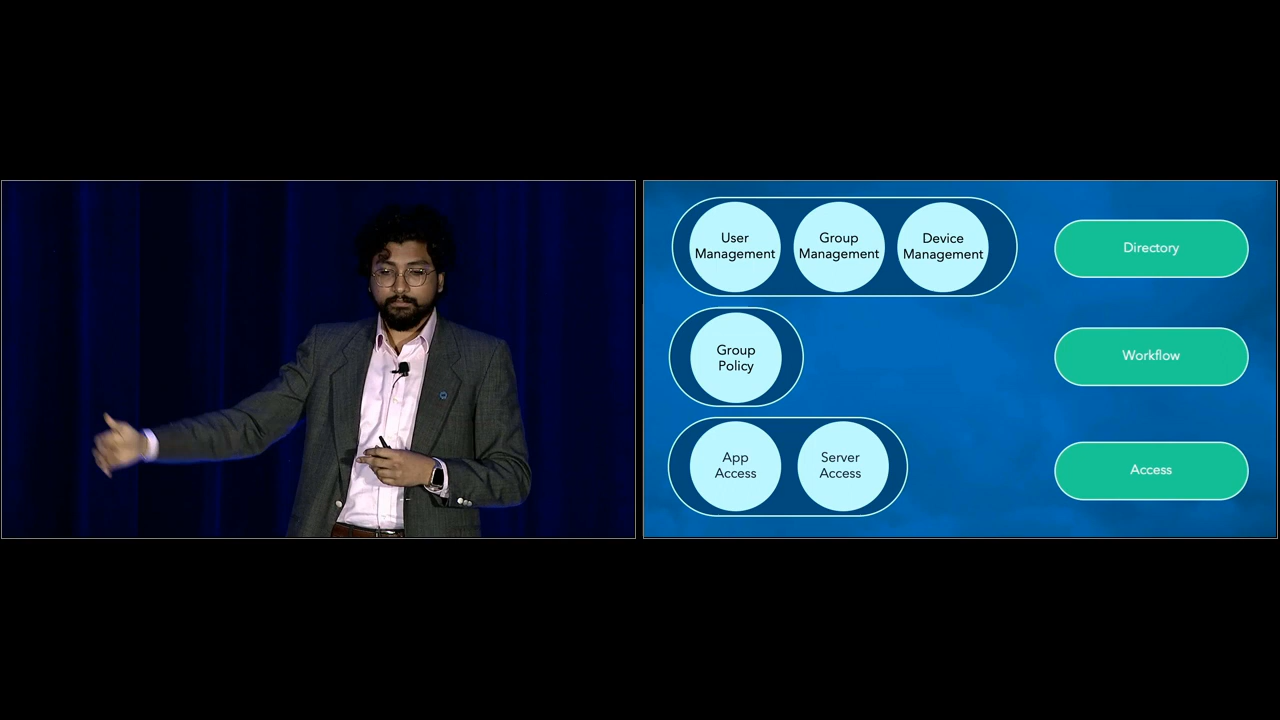 User
Management
Group
Management
Device
Management
Directory
Group
Policy
Workflow
App
Access
Server
Access
Access